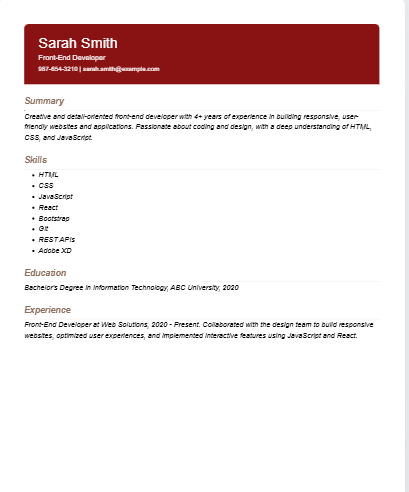 Sarah Smith
Front-End Developer
987-654-3210 | sarah.smith@example.com
Summary
Creative and detail-oriented front-end developer with 4+ years of experience in building responsive, user-
friendly websites and applications. Passionate about coding and design, with a deep understanding of HTML,
CSS, and JavaScript.
Skills
• HTML
• CSS
• JavaScript
• React
• Bootstrap
• Git
• REST APIs
• Adobe XD
Education
Bachelor's Degree in Information Technology, ABC University, 2020
Experience
Front-End Developer at Web Solutions, 2020 - Present. Collaborated with the design team to build responsive
websites, optimized user experiences, and implemented interactive features using JavaScript and React.